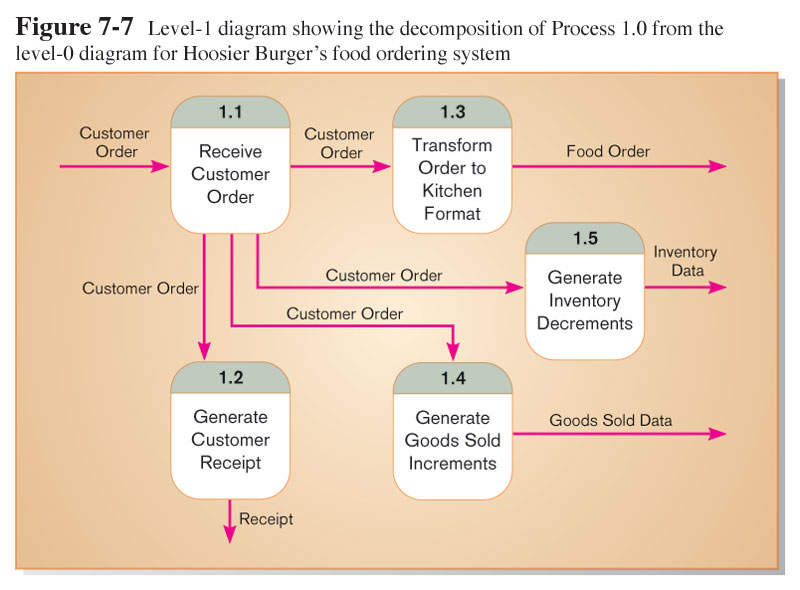 Figure 7-7 Level-1 diagram showing the decomposition of Process 1.0 from the
level-0 diagram for Hoosier Burger’s food ordering system
Customer
Order
1.1
Receive
Customer
Order
Customer
Order
1.3
Transform
Order to
Kitchen
Format
Food Order
1.5
Generate
Inventory
Decrements
Inventory
Data
Customer Order
Customer Order
Customer Order
1.2
Generate
Customer
Receipt
1.4
Generate
Goods Sold
Increments
Goods Sold Data
Receipt